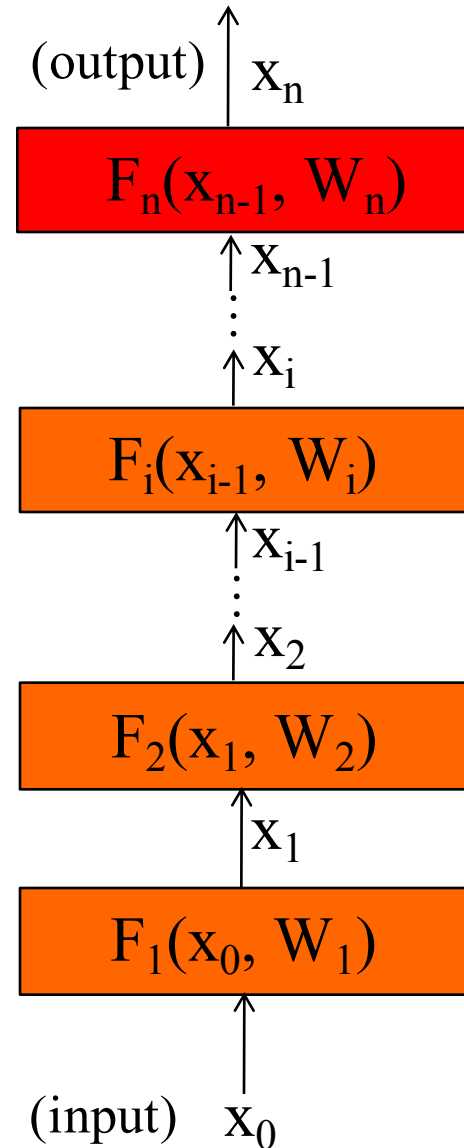 (output) xₙ
Fₙ(xₙ₋₁, Wₙ)
xₙ₋₁
⋮
xᵢ
Fᵢ(xᵢ₋₁, Wᵢ)
xᵢ₋₁
⋮
x₂
F₂(x₁, W₂)
x₁
F₁(x₀, W₁)
(input) x₀